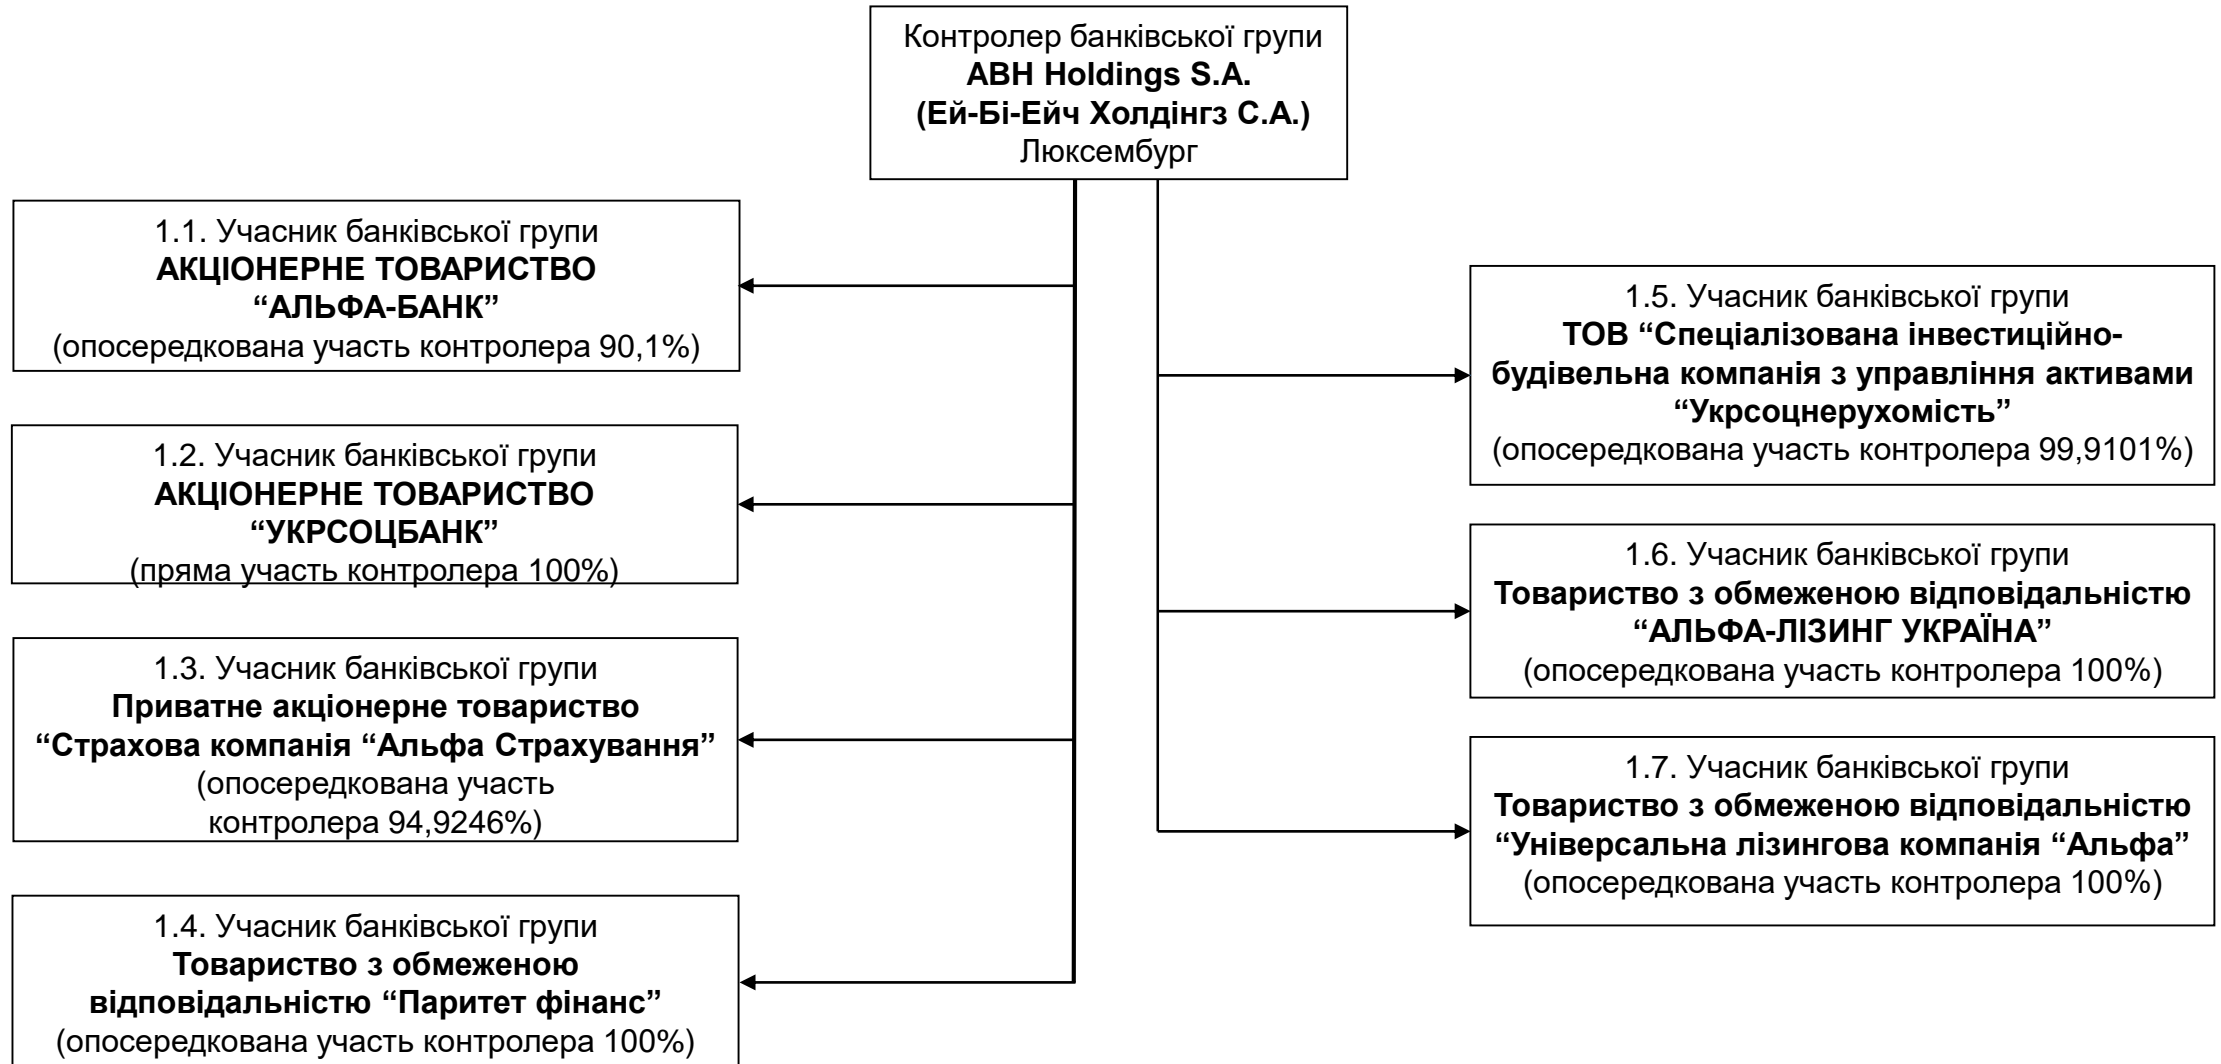 Контролер банківської групи
ABH Holdings S.A.
(Ей-Бі-Ейч Холдінгз С.А.)
Люксембург
1.1. Учасник банківської групи
АКЦІОНЕРНЕ ТОВАРИСТВО
“АЛЬФА-БАНК”
(опосередкована участь контролера 90,1%)
1.2. Учасник банківської групи
АКЦІОНЕРНЕ ТОВАРИСТВО
“УКРСОЦБАНК”
(пряма участь контролера 100%)
1.3. Учасник банківської групи
Приватне акціонерне товариство
“Страхова компанія “Альфа Страхування”
(опосередкована участь
контролера 94,9246%)
1.4. Учасник банківської групи
Товариство з обмеженою
відповідальністю “Паритет фінанс”
(опосередкована участь контролера 100%)
1.5. Учасник банківської групи
ТОВ “Спеціалізована інвестиційно-
будівельна компанія з управління активами
“Укрсоцнерухомість”
(опосередкована участь контролера 99,9101%)
1.6. Учасник банківської групи
Товариство з обмеженою відповідальністю
“АЛЬФА-ЛІЗИНГ УКРАЇНА”
(опосередкована участь контролера 100%)
1.7. Учасник банківської групи
Товариство з обмеженою відповідальністю
“Універсальна лізингова компанія “Альфа”
(опосередкована участь контролера 100%)